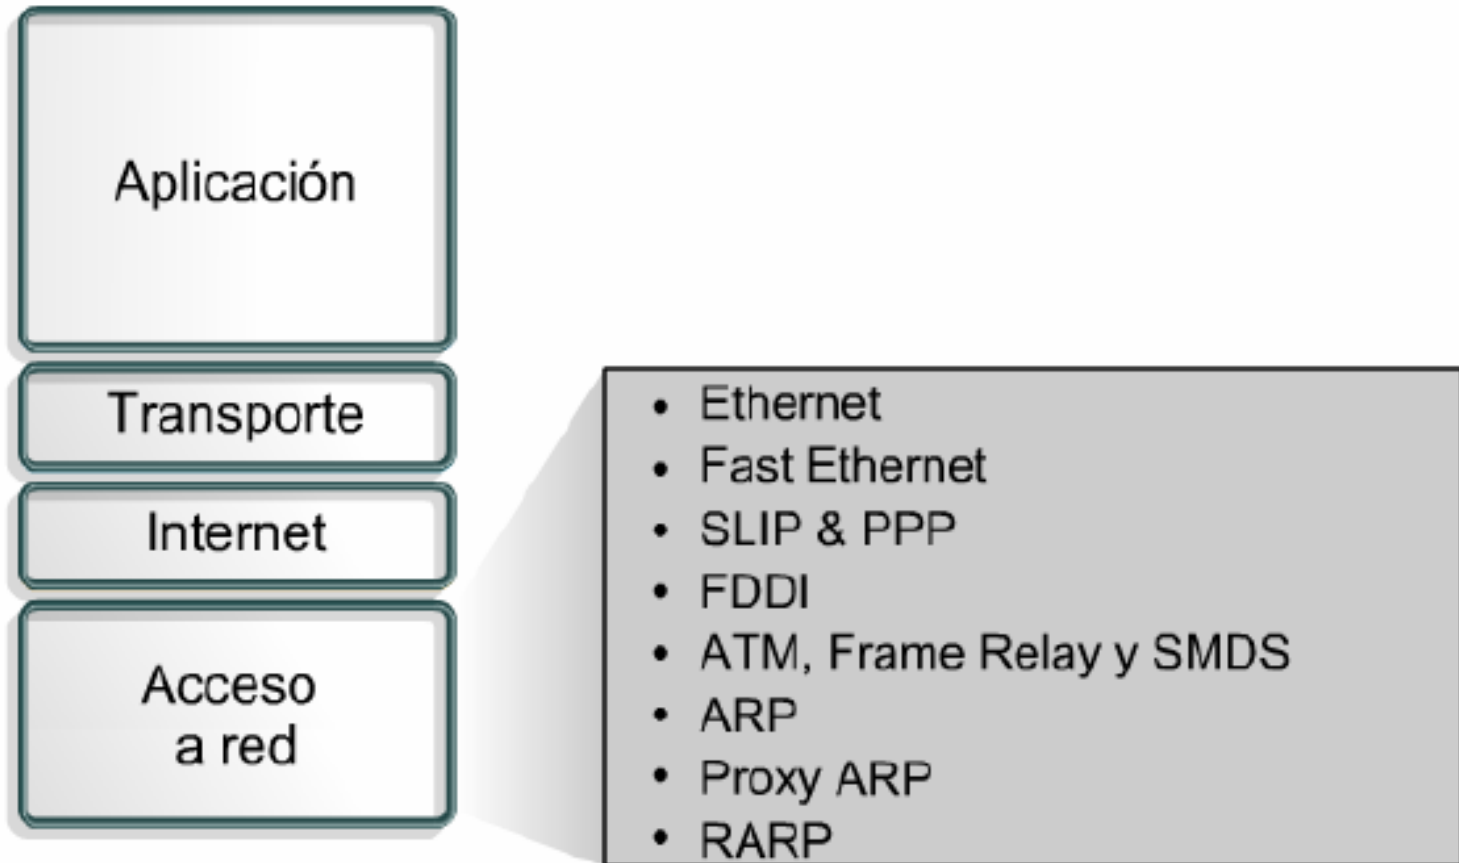 Aplicación
Transporte
Internet
Acceso
a red
• Ethernet
• Fast Ethernet
• SLIP & PPP
• FDDI
• ATM, Frame Relay y SMDS
• ARP
• Proxy ARP
• RARP